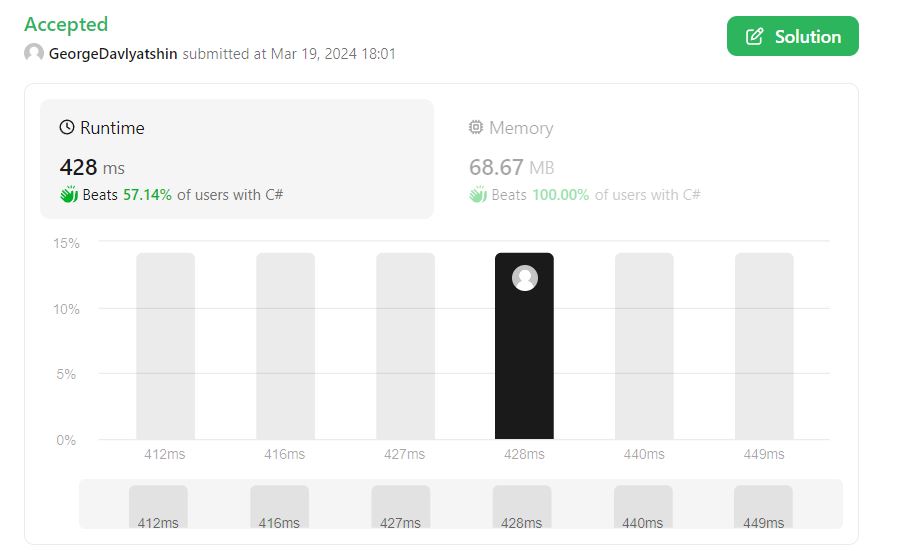 Accepted
GeorgeDavlyatshin submitted at Mar 19, 2024 18:01
Solution
Runtime
428 ms
Beats 57.14% of users with C#
Memory
68.67 MB
Beats 100.00% of users with C#
15%
10%
5%
0%
412ms 416ms 427ms 428ms 440ms 449ms
412ms 416ms 427ms 428ms 440ms 449ms